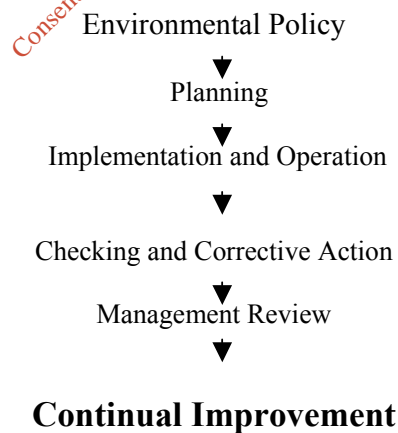 Environmental Policy
Planning
Implementation and Operation
Checking and Corrective Action
Management Review
Continual Improvement